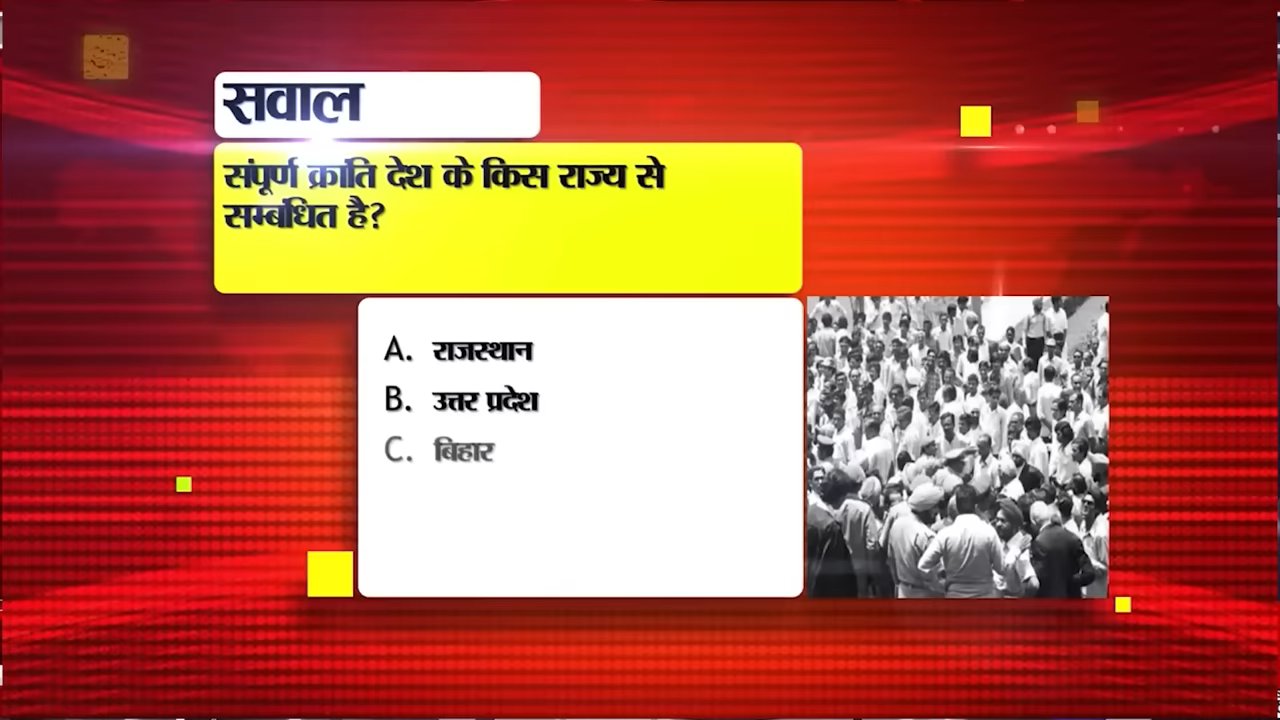 सवाल
संपूर्ण क्रांति देश के किस राज्य से
सम्बंधित है?
A. राजस्थान
B. उत्तर प्रदेश
C. बिहार